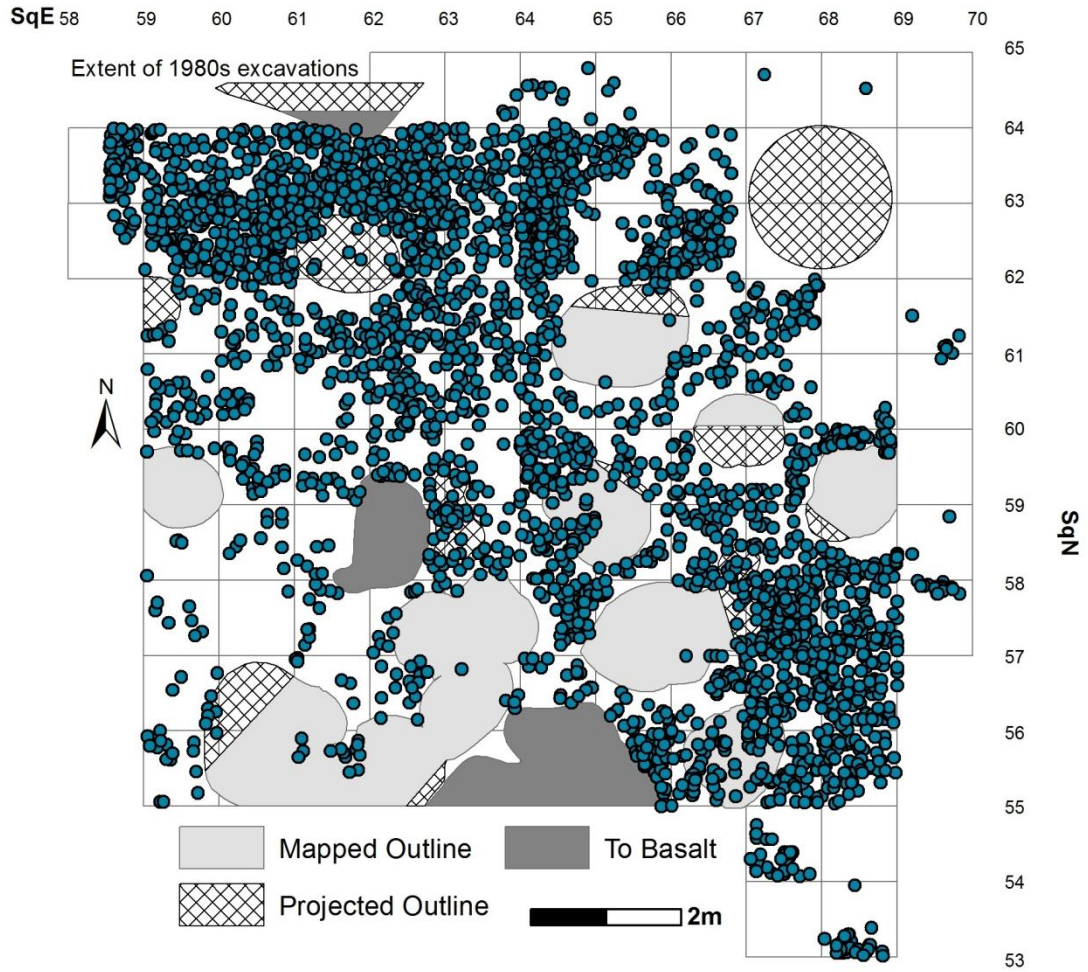 SqE 58 59 60 61 62 63 64 65 66 67 68 69 70
65
Extent of 1980s excavations
64
63
62
61
N
60
59
SqN
58
57
56
55
Mapped Outline To Basalt
54
Projected Outline 2m
53